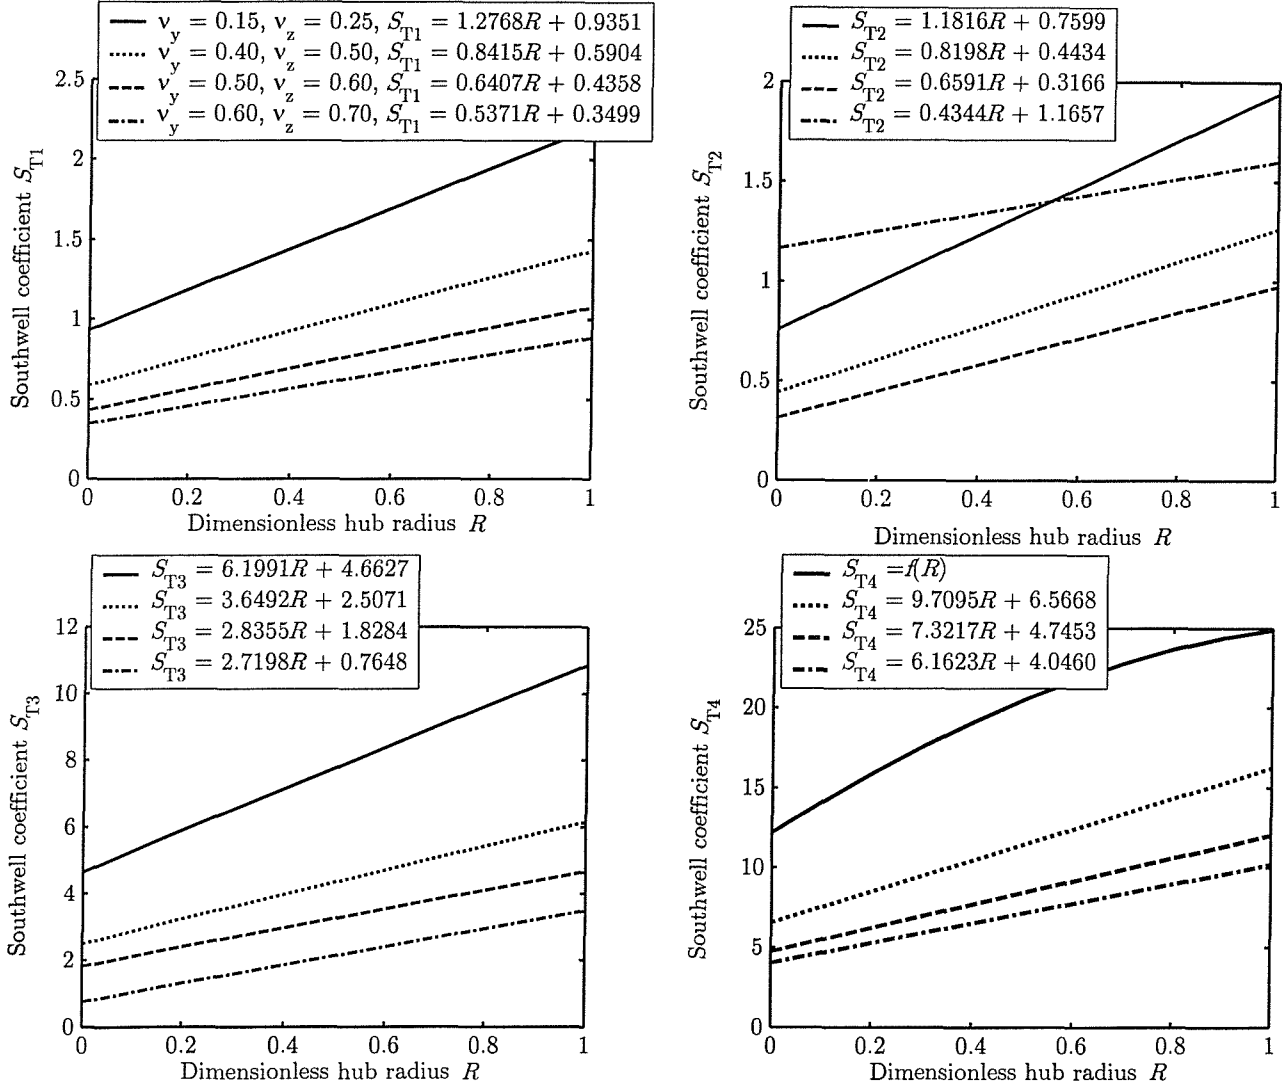 ν_y = 0.15, ν_z = 0.25, S_T1 = 1.2768R + 0.9351
ν_y = 0.40, ν_z = 0.50, S_T1 = 0.8415R + 0.5904
ν_y = 0.50, ν_z = 0.60, S_T1 = 0.6407R + 0.4358
ν_y = 0.60, ν_z = 0.70, S_T1 = 0.5371R + 0.3499
2.5
2
1.5
1
0.5
0
Southwell coefficient S_T1
0 0.2 0.4 0.6 0.8 1
Dimensionless hub radius R
S_T2 = 1.1816R + 0.7599
S_T2 = 0.8198R + 0.4434
S_T2 = 0.6591R + 0.3166
S_T2 = 0.4344R + 1.1657
2
1.5
1
0.5
0
Southwell coefficient S_T2
0 0.2 0.4 0.6 0.8 1
Dimensionless hub radius R
S_T3 = 6.1991R + 4.6627
S_T3 = 3.6492R + 2.5071
S_T3 = 2.8355R + 1.8284
S_T3 = 2.7198R + 0.7648
12
10
8
6
4
2
0
Southwell coefficient S_T3
0 0.2 0.4 0.6 0.8 1
Dimensionless hub radius R
S_T4 =f(R)
S_T4 = 9.7095R + 6.5668
S_T4 = 7.3217R + 4.7453
S_T4 = 6.1623R + 4.0460
25
20
15
10
5
0
Southwell coefficient S_T4
0 0.2 0.4 0.6 0.8 1
Dimensionless hub radius R